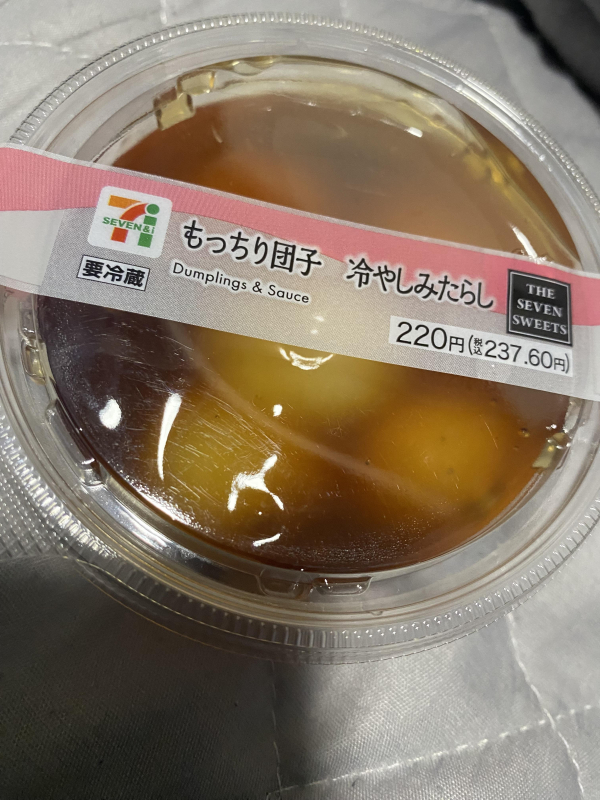 7i
SEVEN&i
もっちり団子 冷やしみたらし
要冷蔵
Dumplings & Sauce
THE
SEVEN
SWEETS
220円(税込237.60円)